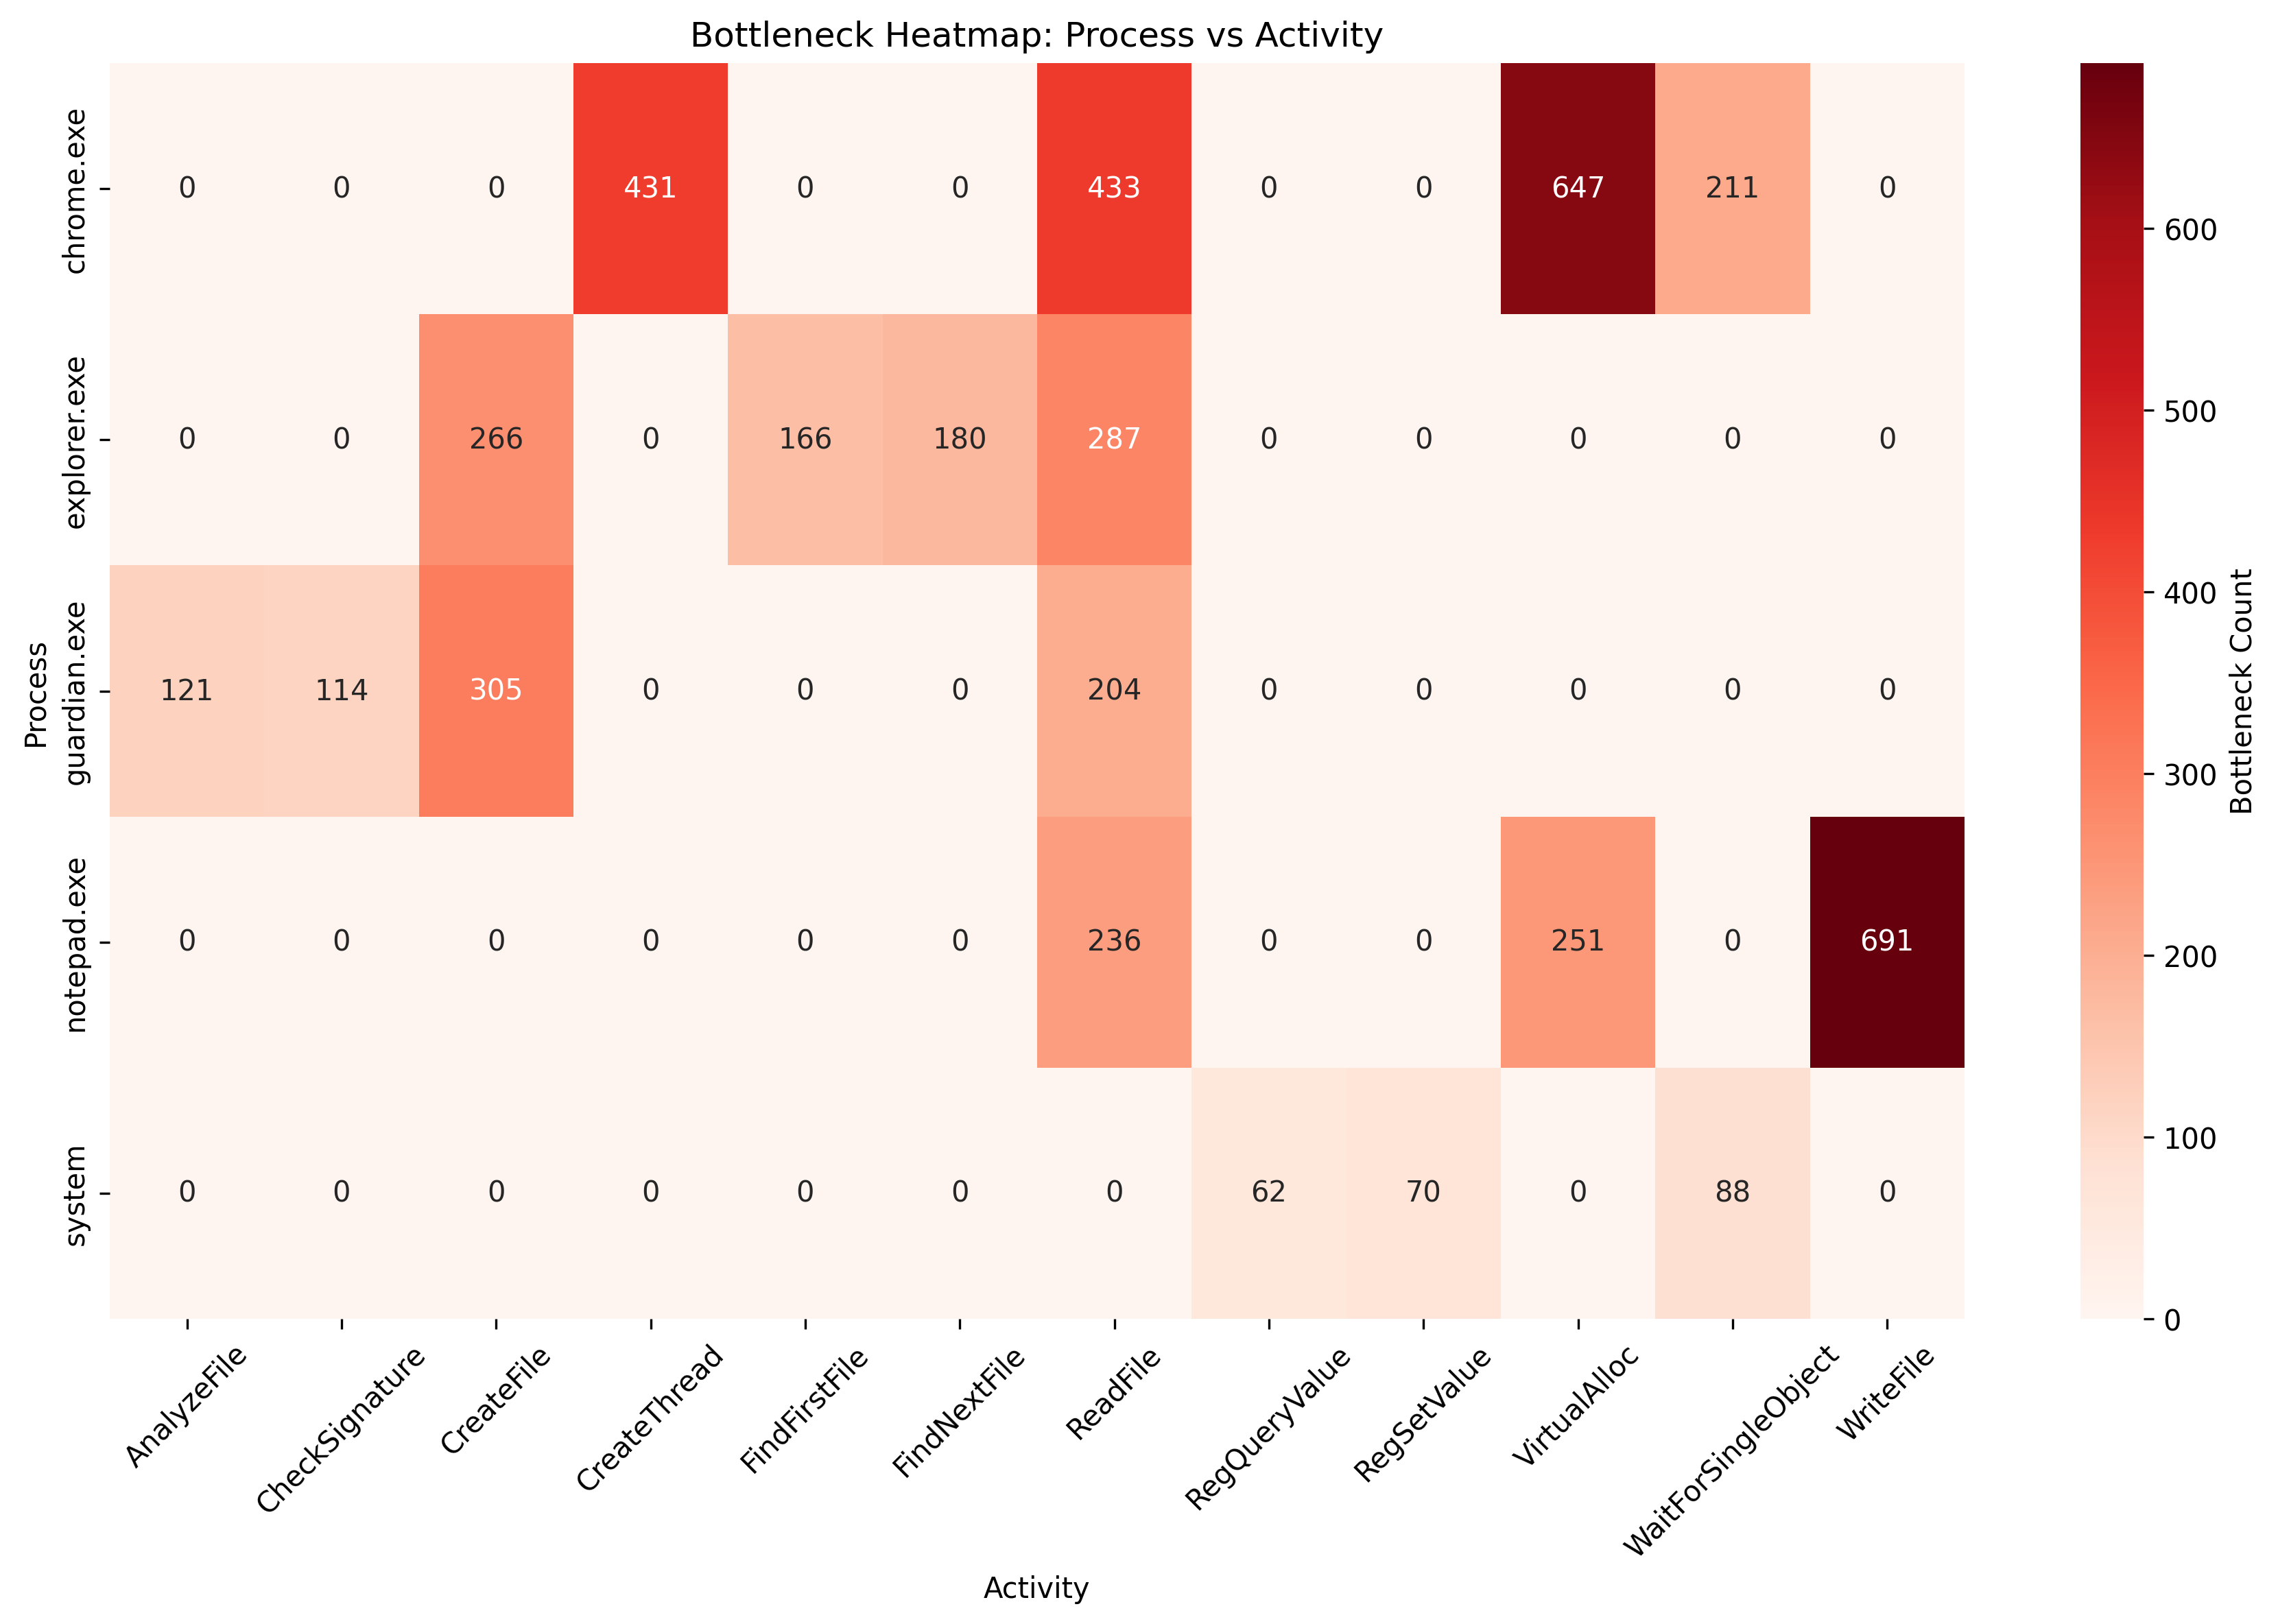 Bottleneck Heatmap: Process vs Activity
Process
chrome.exe
0 0 0 431 0 0 433 0 0 647 211 0
explorer.exe
0 0 266 0 166 180 287 0 0 0 0 0
guardian.exe
121 114 305 0 0 0 204 0 0 0 0 0
notepad.exe
0 0 0 0 0 0 236 0 0 251 0 691
system
0 0 0 0 0 0 0 62 70 0 88 0
AnalyzeFile
CheckSignature
CreateFile
CreateThread
FindFirstFile
FindNextFile
ReadFile
RegQueryValue
RegSetValue
VirtualAlloc
WaitForSingleObject
WriteFile
Activity
600
500
400
300
200
100
0
Bottleneck Count